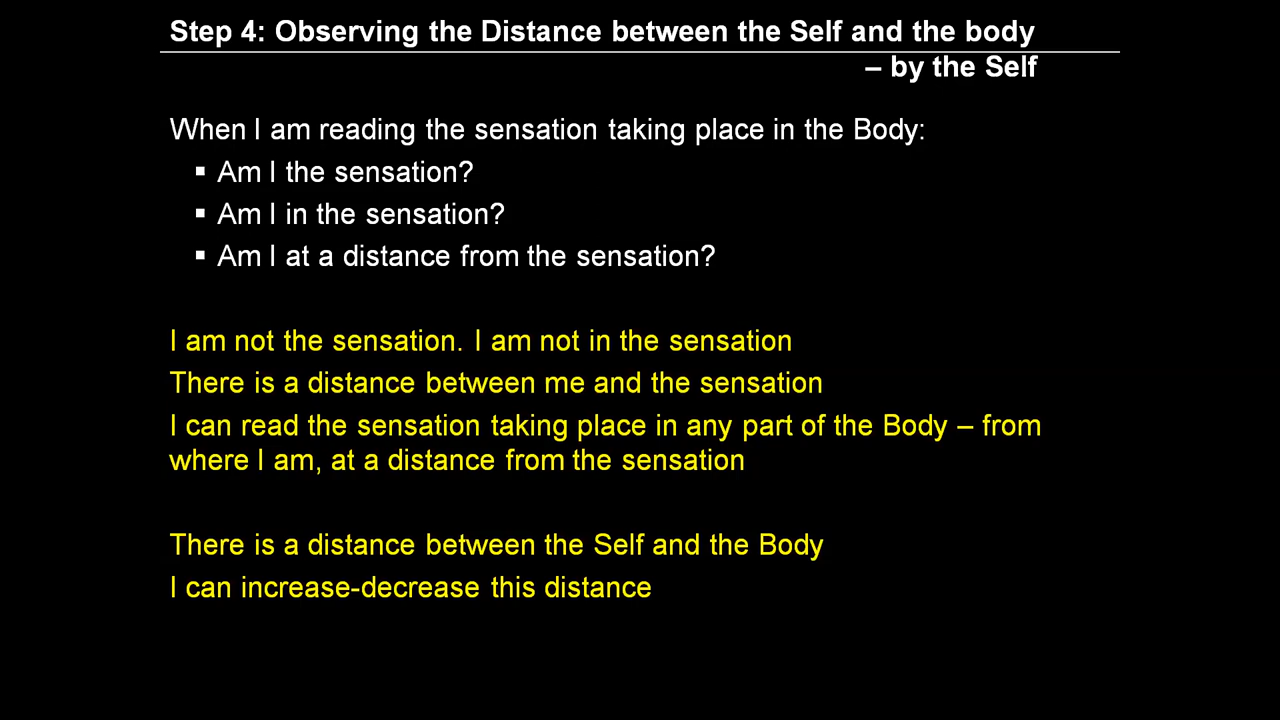 Step 4: Observing the Distance between the Self and the body
– by the Self
When I am reading the sensation taking place in the Body:
▪ Am I the sensation?
▪ Am I in the sensation?
▪ Am I at a distance from the sensation?
I am not the sensation. I am not in the sensation
There is a distance between me and the sensation
I can read the sensation taking place in any part of the Body – from
where I am, at a distance from the sensation
There is a distance between the Self and the Body
I can increase-decrease this distance